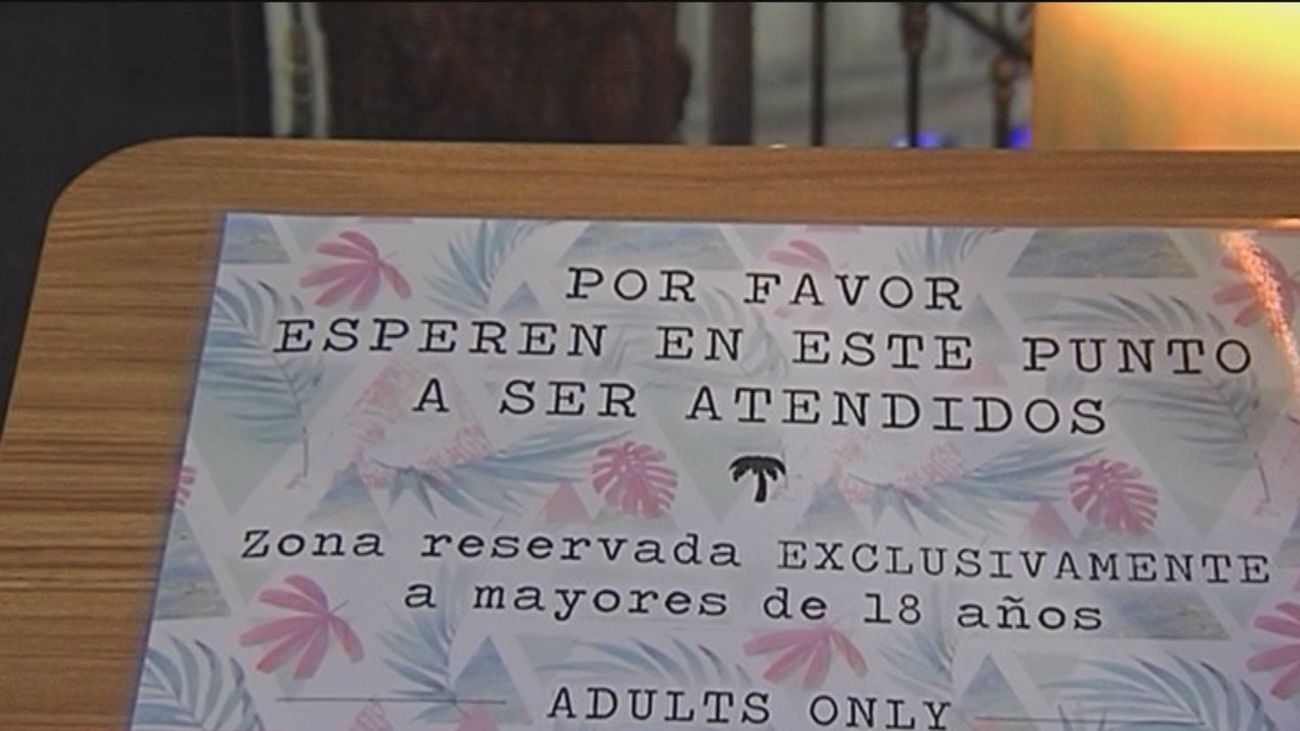 POR FAVOR
ESPEREN EN ESTE PUNTO
A SER ATENDIDOS
Zona reservada EXCLUSIVAMENTE
a mayores de 18 años
ADULTS ONLY